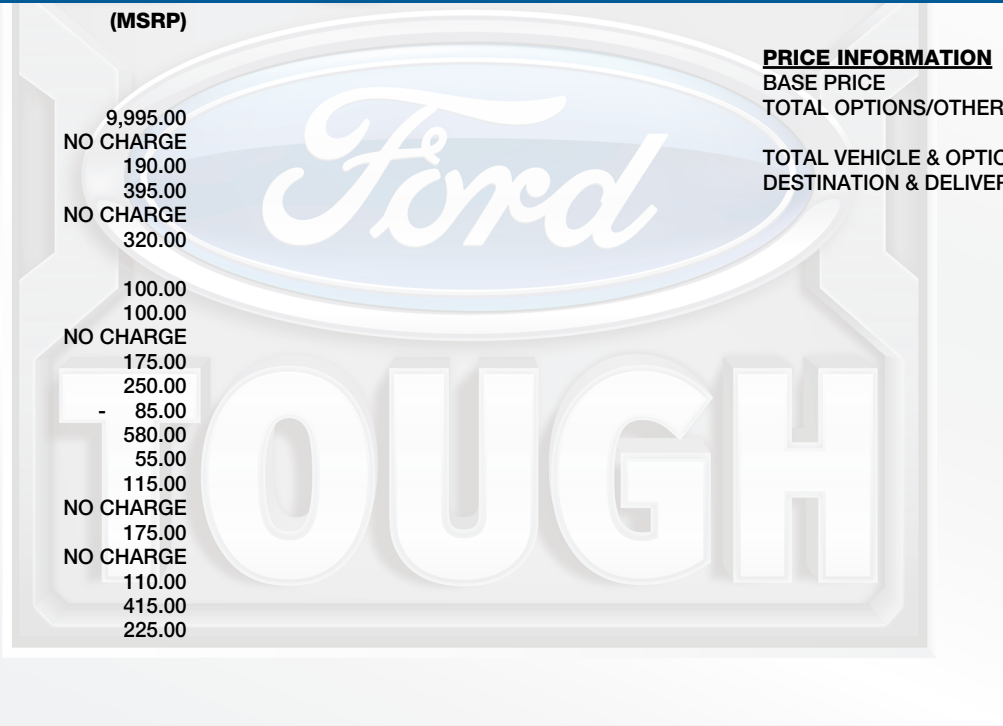 (MSRP)
9,995.00
NO CHARGE
190.00
395.00
NO CHARGE
320.00
100.00
100.00
NO CHARGE
175.00
250.00
- 85.00
580.00
55.00
115.00
NO CHARGE
175.00
NO CHARGE
110.00
415.00
225.00
PRICE INFORMATION
BASE PRICE
TOTAL OPTIONS/OTHER
TOTAL VEHICLE & OPTIO
DESTINATION & DELIVER
Ford
TOUGH